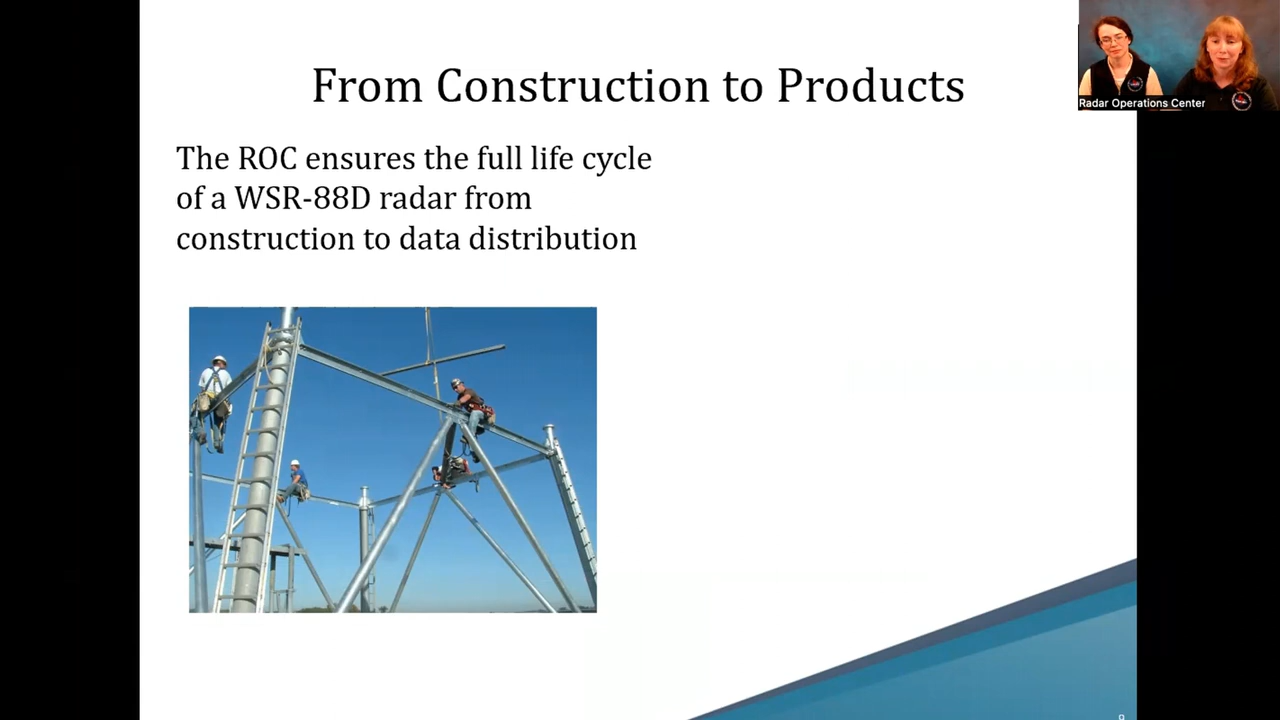 From Construction to Products
Radar Operations Center
The ROC ensures the full life cycle
of a WSR-88D radar from
construction to data distribution